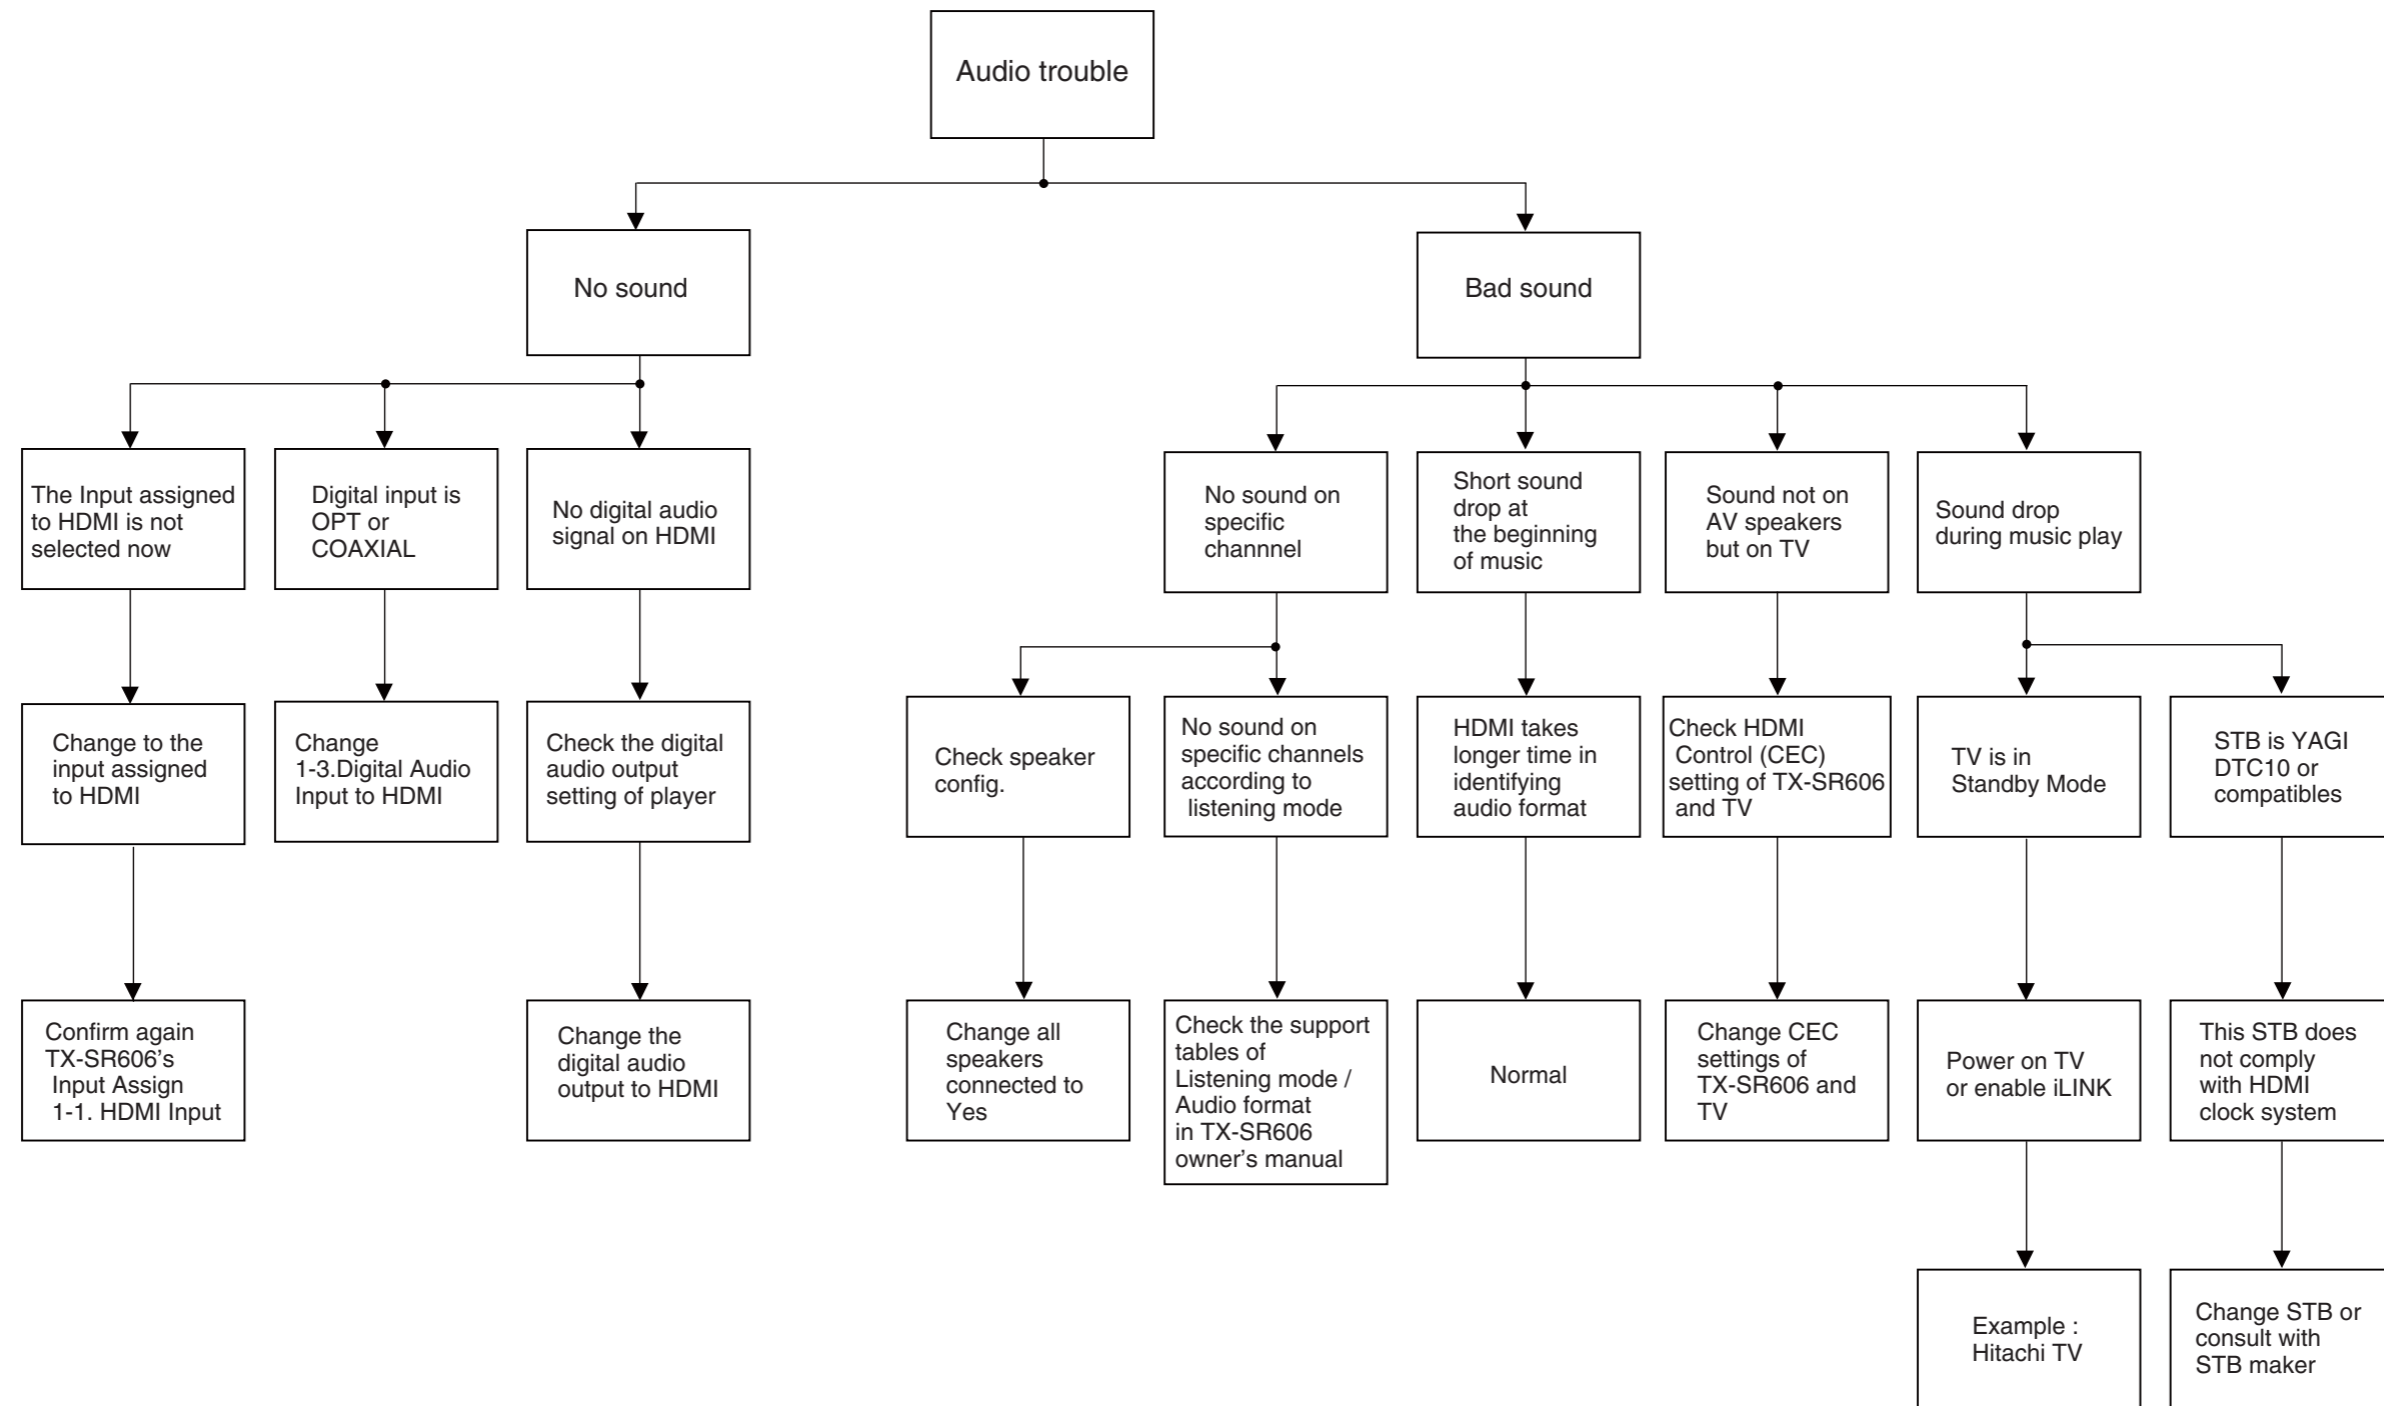 Audio trouble
No sound
Bad sound
The Input assigned
to HDMI is not
selected now
Digital input is
OPT or
COAXIAL
No digital audio
signal on HDMI
No sound on
specific
channnel
Short sound
drop at
the beginning
of music
Sound not on
AV speakers
but on TV
Sound drop
during music play
Change to the
input assigned
to HDMI
Change
1-3.Digital Audio
Input to HDMI
Check the digital
audio output
setting of player
Check speaker
config.
No sound on
specific channels
according to
listening mode
HDMI takes
longer time in
identifying
audio format
Check HDMI
Control (CEC)
setting of TX-SR606
and TV
TV is in
Standby Mode
STB is YAGI
DTC10 or
compatibles
Confirm again
TX-SR606’s
Input Assign
1-1. HDMI Input
Change the
digital audio
output to HDMI
Change all
speakers
connected to
Yes
Check the support
tables of
Listening mode /
Audio format
in TX-SR606
owner’s manual
Normal
Change CEC
settings of
TX-SR606 and
TV
Power on TV
or enable iLINK
This STB does
not comply
with HDMI
clock system
Example :
Hitachi TV
Change STB or
consult with
STB maker